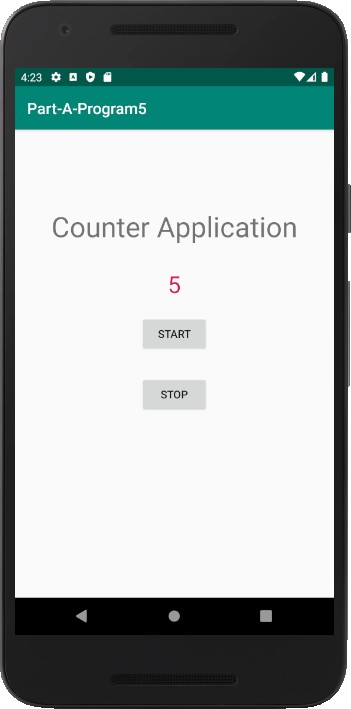 4:23
Part-A-Program5
Counter Application
5
START
STOP